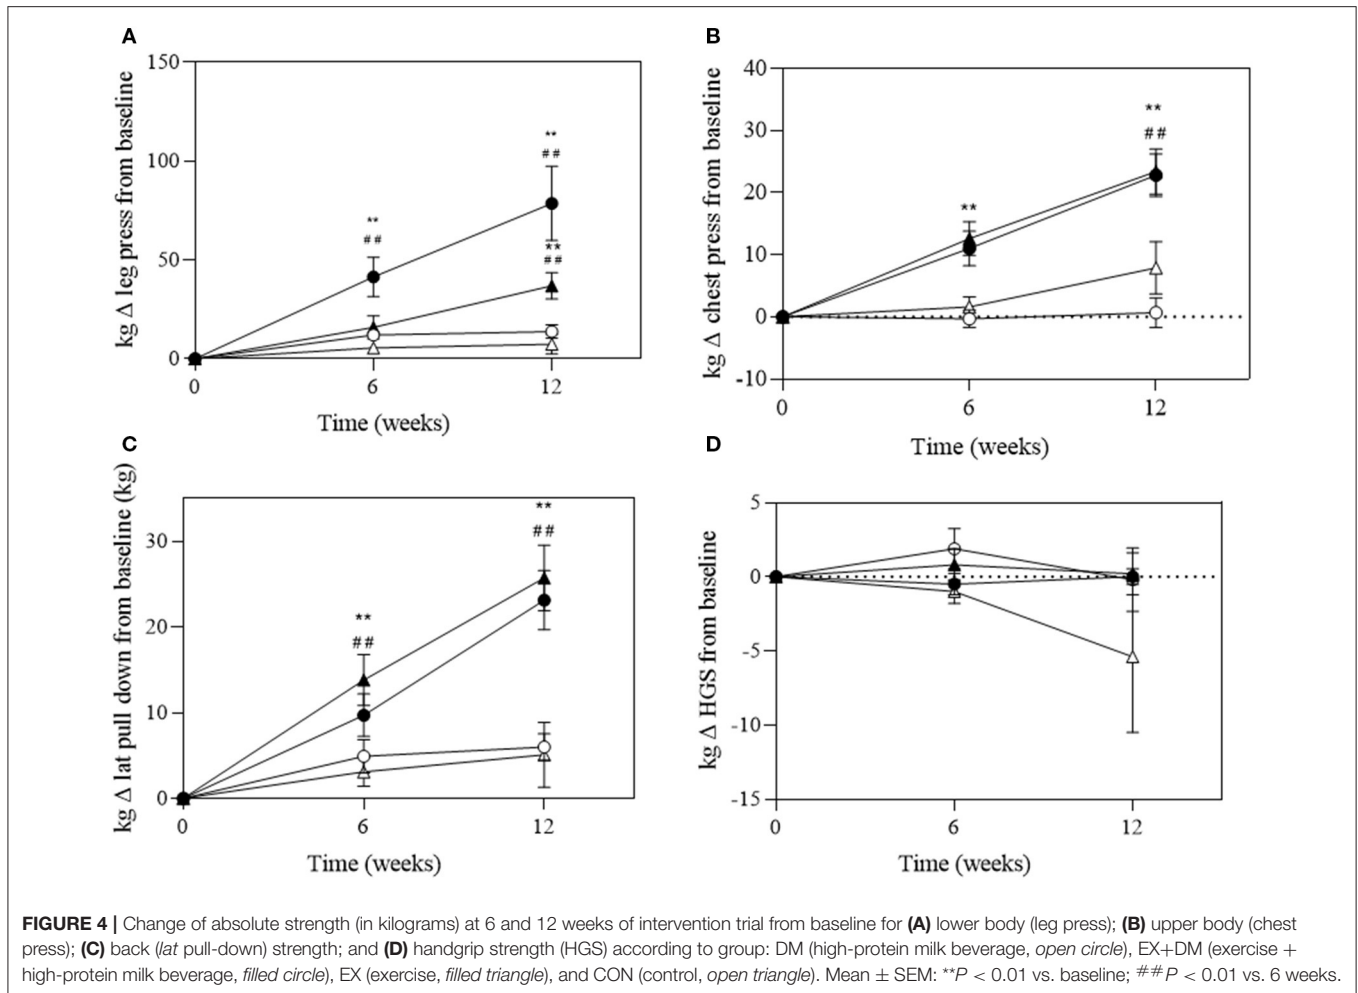 A
kg Δ leg press from baseline
150
100
50
0
**
##
**
##
**
##
0
6
12
Time (weeks)
B
kg Δ chest press from baseline
40
30
20
10
0
-10
**
**
##
0
6
12
Time (weeks)
C
kg Δ lat pull down from baseline (kg)
30
20
10
0
**
##
**
##
0
6
12
Time (weeks)
D
kg Δ HGS from baseline
5
0
-5
-10
-15
0
6
12
Time (weeks)
FIGURE 4 | Change of absolute strength (in kilograms) at 6 and 12 weeks of intervention trial from baseline for (A) lower body (leg press); (B) upper body (chest
press); (C) back (lat pull-down) strength; and (D) handgrip strength (HGS) according to group: DM (high-protein milk beverage, open circle), EX+DM (exercise +
high-protein milk beverage, filled circle), EX (exercise, filled triangle), and CON (control, open triangle). Mean ± SEM: **P < 0.01 vs. baseline; ##P < 0.01 vs. 6 weeks.